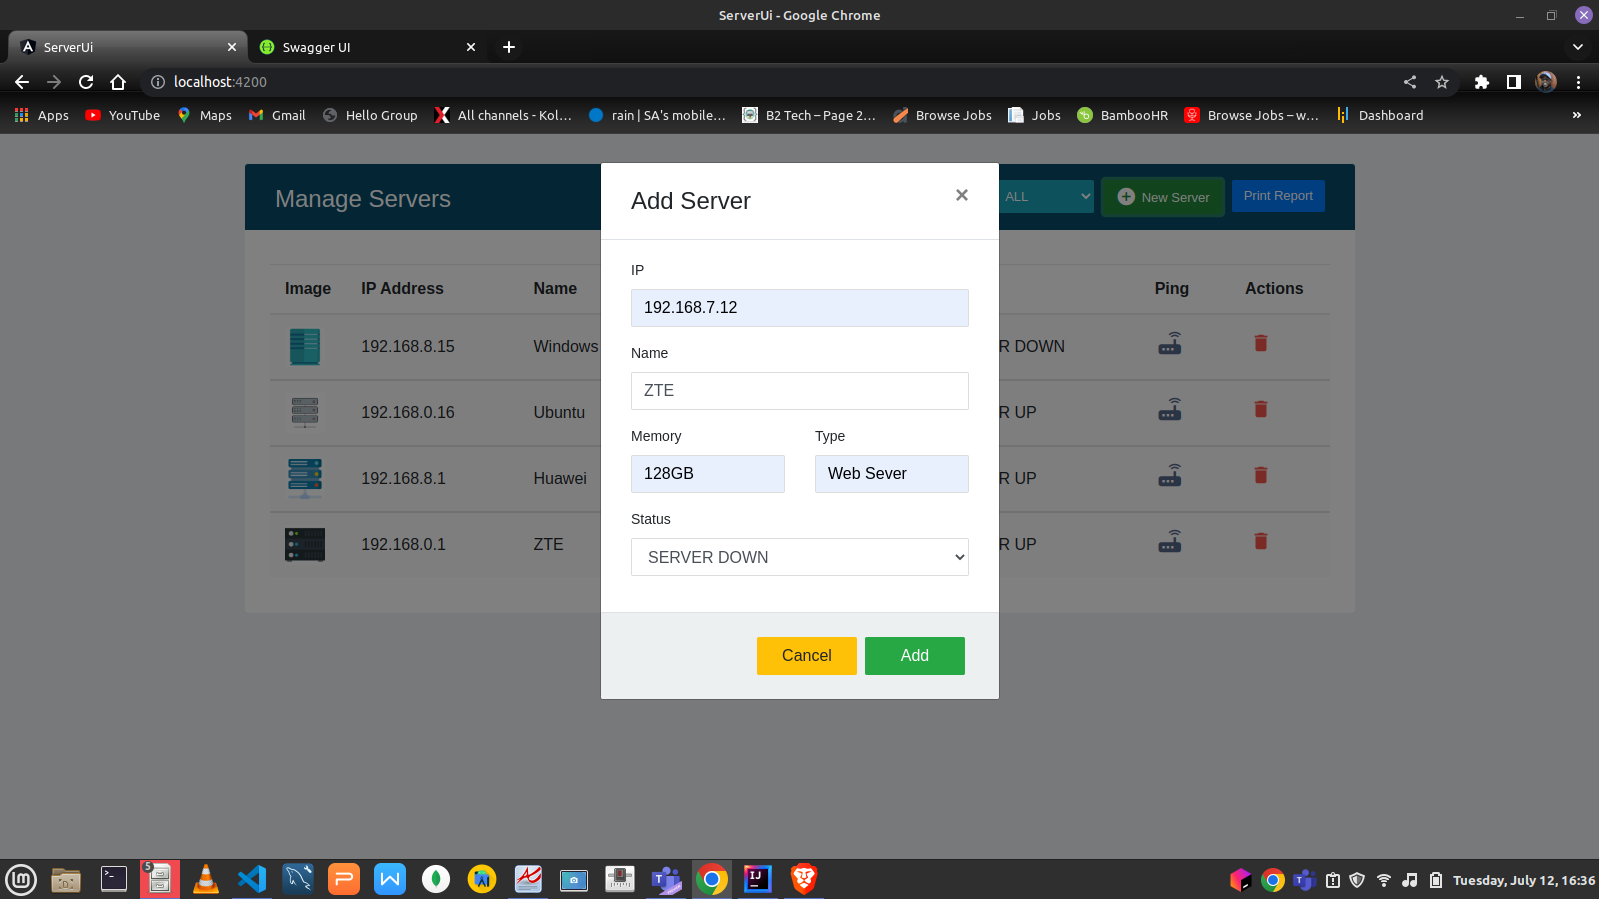 ServerUi - Google Chrome
ServerUi
Swagger UI
localhost:4200
Apps
YouTube
Maps
Gmail
Hello Group
All channels - Kol...
rain | SA's mobile...
B2 Tech – Page 2...
Browse Jobs
Jobs
BambooHR
Browse Jobs – w...
Dashboard
»
Manage Servers
ALL
New Server
Print Report
Image IP Address Name Ping Actions
192.168.8.15 Windows R DOWN
192.168.0.16 Ubuntu R UP
192.168.8.1 Huawei R UP
192.168.0.1 ZTE R UP
Add Server
×
IP
192.168.7.12
Name
ZTE
Memory Type
128GB Web Sever
Status
SERVER DOWN
Cancel Add
5
Tuesday, July 12, 16:36